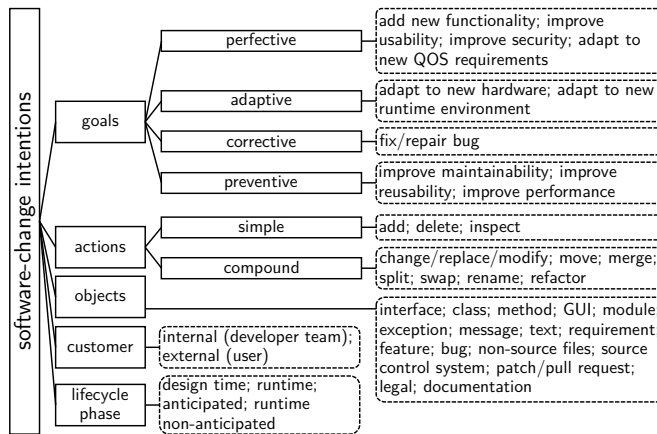 software-change intentions
goals
perfective
add new functionality; improve
usability; improve security; adapt to
new QOS requirements
adaptive
adapt to new hardware; adapt to new
runtime environment
corrective
fix/repair bug
preventive
improve maintainability; improve
reusability; improve performance
actions
simple
add; delete; inspect
compound
change/replace/modify; move; merge;
split; swap; rename; refactor
objects
interface; class; method; GUI; module
exception; message; text; requirement
feature; bug; non-source files; source
control system; patch/pull request;
legal; documentation
customer
internal (developer team);
external (user)
lifecycle
phase
design time; runtime;
anticipated; runtime
non-anticipated